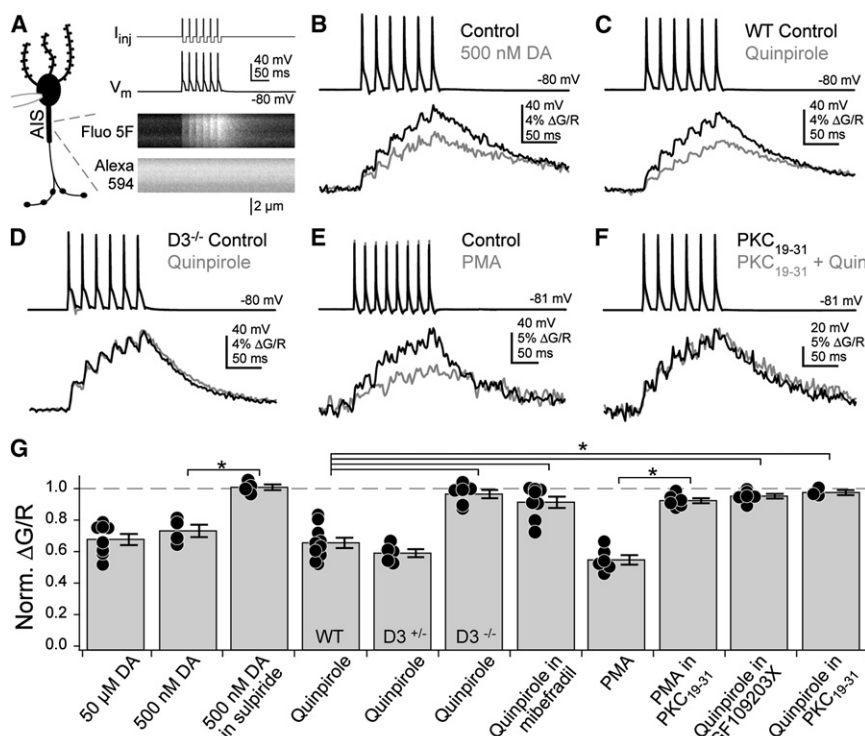 A
I inj
40 mV
50 ms
Vm
-80 mV
AIS
Fluo 5F
Alexa
594
2 μm
B
Control
500 nM DA
-80 mV
40 mV
4% ΔG/R
50 ms
C
WT Control
Quinpirole
-80 mV
40 mV
4% ΔG/R
50 ms
D
D3-/- Control
Quinpirole
-80 mV
40 mV
4% ΔG/R
50 ms
E
Control
PMA
-81 mV
40 mV
5% ΔG/R
50 ms
F
PKC19-31
PKC19-31 + Quin
-81 mV
20 mV
5% ΔG/R
50 ms
G
Norm. ΔG/R
1.0
0.8
0.6
0.4
0.2
0.0
*
*
*
WT
D3 +/-
D3 -/-
50 μM DA
500 nM DA
500 nM DA
in sulpiride
Quinpirole
Quinpirole
Quinpirole
Quinpirole in
mibefradil
PMA
PMA in
PKC19-31
Quinpirole in
GF109203X
Quinpirole in
PKC19-31